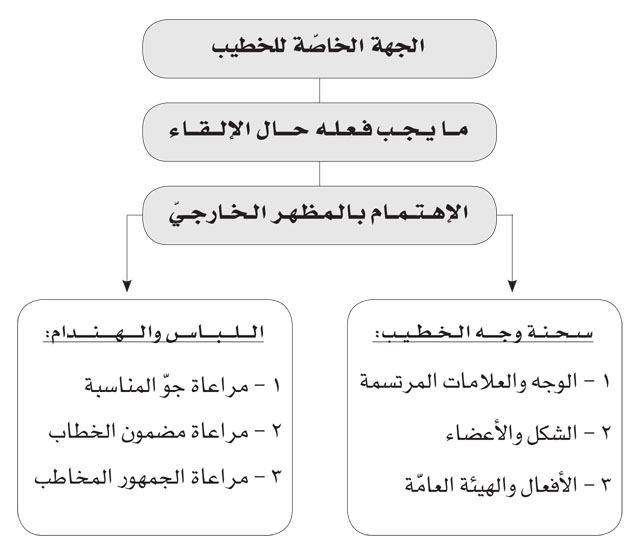 الجهة الخاصّة للخطيب
ما يجب فعله حال الإلقاء
الإهتمام بالمظهر الخارجيّ
سحنة وجه الخطيب:
١ - الوجه والعلامات المرتسمة
٢ - الشكل والأعضاء
٣ - الأفعال والهيئة العامّة
اللباس والهندام:
١ - مراعاة جوّ المناسبة
٢ - مراعاة مضمون الخطاب
٣ - مراعاة الجمهور المخاطب